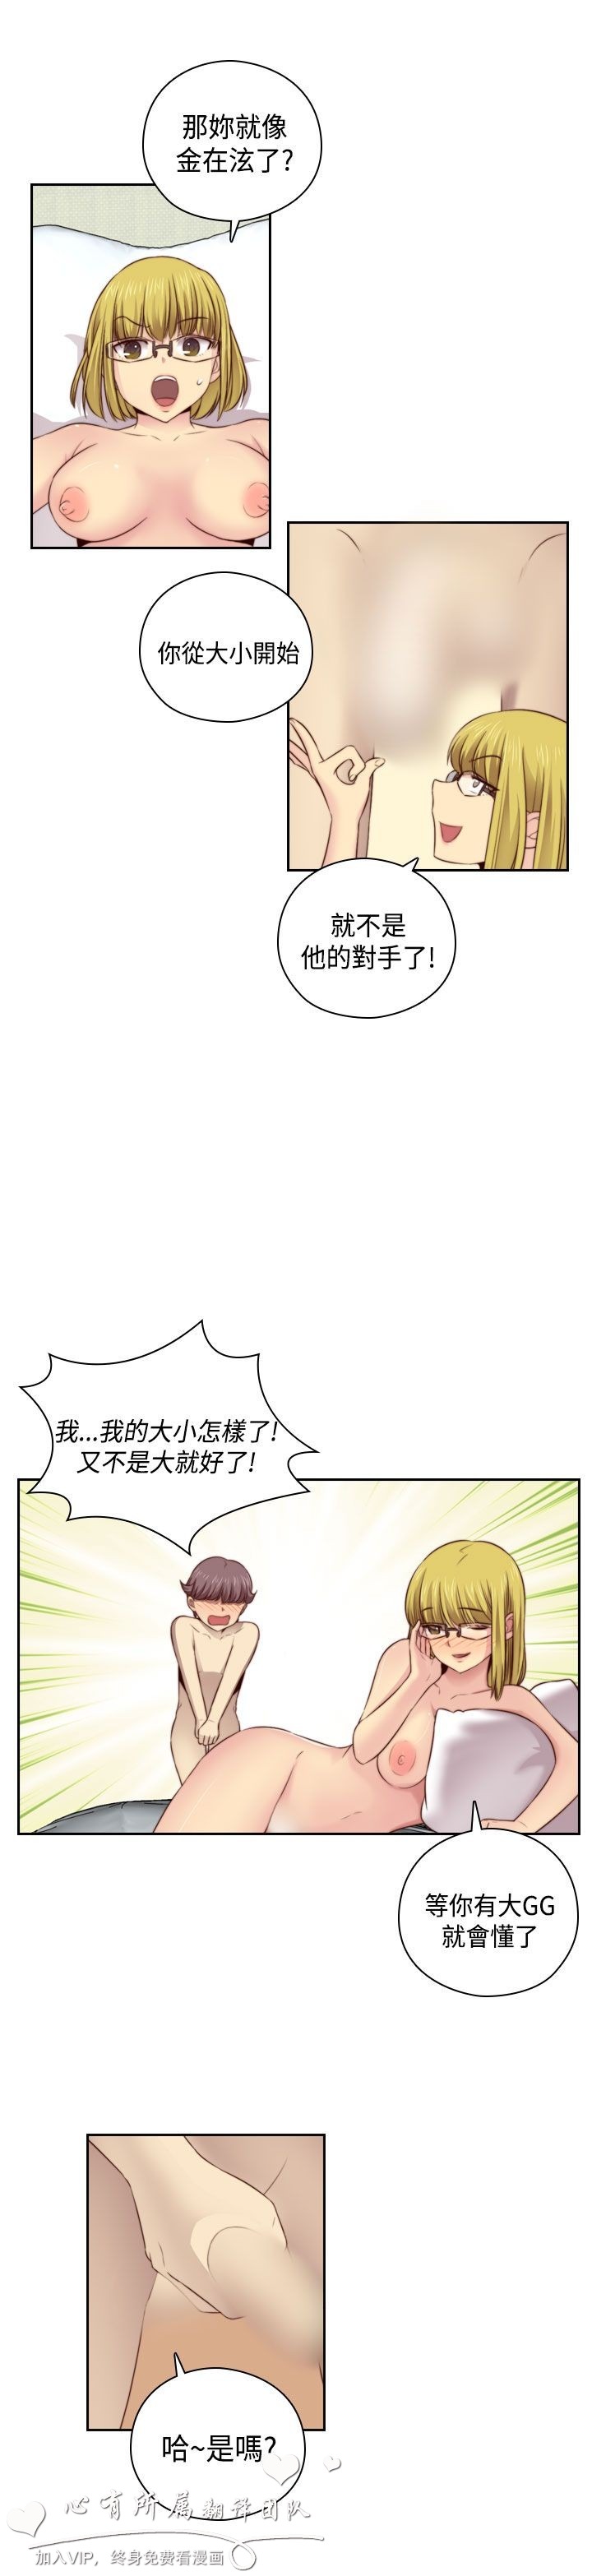 那妳就像
金在泫了?
你從大小開始
就不是
他的對手了!
我...我的大小怎樣了!
又不是大就好了!
等你有大GG
就會懂了
哈~是嗎?
心有所属翻译团队
加入VIP，终身免费看漫画